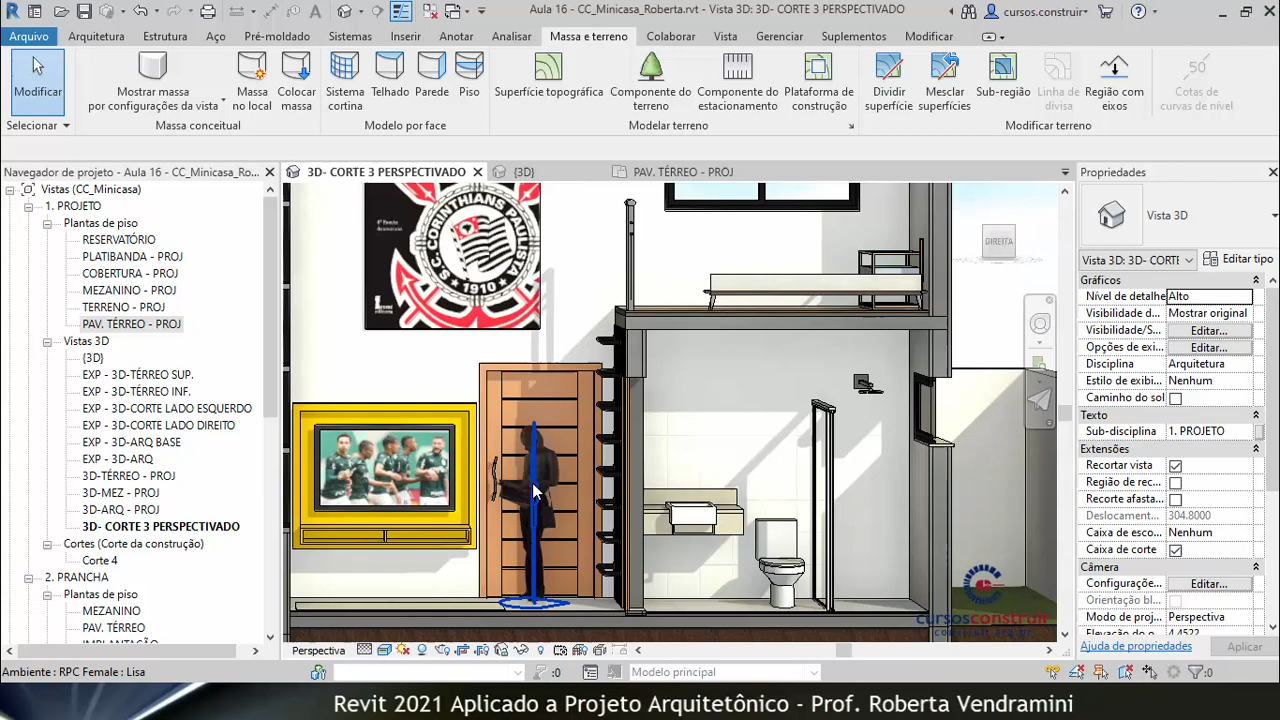 Aula 16 - CC_Minicasa_Roberta.rvt - Vista 3D: 3D- CORTE 3 PERSPECTIVADO
cursos.construir
Arquivo Arquitetura Estrutura Aço Pré-moldado Sistemas Inserir Anotar Analisar Massa e terreno Colaborar Vista Gerenciar Suplementos Modificar
Modificar
Mostrar massa
por configurações da vista
Massa
no local
Colocar
massa
Sistema
cortina
Telhado
Parede
Piso
Superfície topográfica
Componente do
terreno
Componente do
estacionamento
Plataforma de
construção
Dividir
superfície
Mesclar
superfícies
Sub-região
Linha de
divisa
Região com
eixos
50
Cotas de
curvas de nível
Selecionar
Massa conceitual
Modelo por face
Modelar terreno
Modificar terreno
Navegador de projeto - Aula 16 - CC_Minicasa_Ro...
Vistas (CC_Minicasa)
1. PROJETO
Plantas de piso
RESERVATÓRIO
PLATIBANDA - PROJ
COBERTURA - PROJ
MEZANINO - PROJ
TERRENO - PROJ
PAV. TÉRREO - PROJ
Vistas 3D
{3D}
EXP - 3D-TÉRREO SUP.
EXP - 3D-TÉRREO INF.
EXP - 3D-CORTE LADO ESQUERDO
EXP - 3D-CORTE LADO DIREITO
EXP - 3D-ARQ BASE
EXP - 3D-ARQ
3D-TÉRREO - PROJ
3D-MEZ - PROJ
3D-ARQ - PROJ
3D- CORTE 3 PERSPECTIVADO
Cortes (Corte da construção)
Corte 4
2. PRANCHA
Plantas de piso
MEZANINO
PAV. TÉRREO
IMPLANTAÇÃO
3D- CORTE 3 PERSPECTIVADO
{3D}
PAV. TÉRREO - PROJ
CORINTHIANS PAULISTA
S. C.
1910
DIREITA
cursosconstruir
Propriedades
Vista 3D
Vista 3D: 3D- CORTE
Editar tipo
Gráficos
Nível de detalhe Alto
Visibilidade d... Mostrar original
Visibilidade/S... Editar...
Opções de exi... Editar...
Disciplina Arquitetura
Estilo de exibi... Nenhum
Caminho do sol
Texto
Sub-disciplina 1. PROJETO
Extensões
Recortar vista
Região de rec...
Recorte afasta...
Deslocament... 304.8000
Caixa de esco... Nenhum
Caixa de corte
Câmera
Configuraçõe... Editar...
Orientação bl...
Modo de proj... Perspectiva
Elevação do p... 4.4522
Ajuda de propriedades
Aplicar
Perspectiva
Ambiente : RPC Female : Lisa
:0
Modelo principal
:0
Revit 2021 Aplicado a Projeto Arquitetônico - Prof. Roberta Vendramini